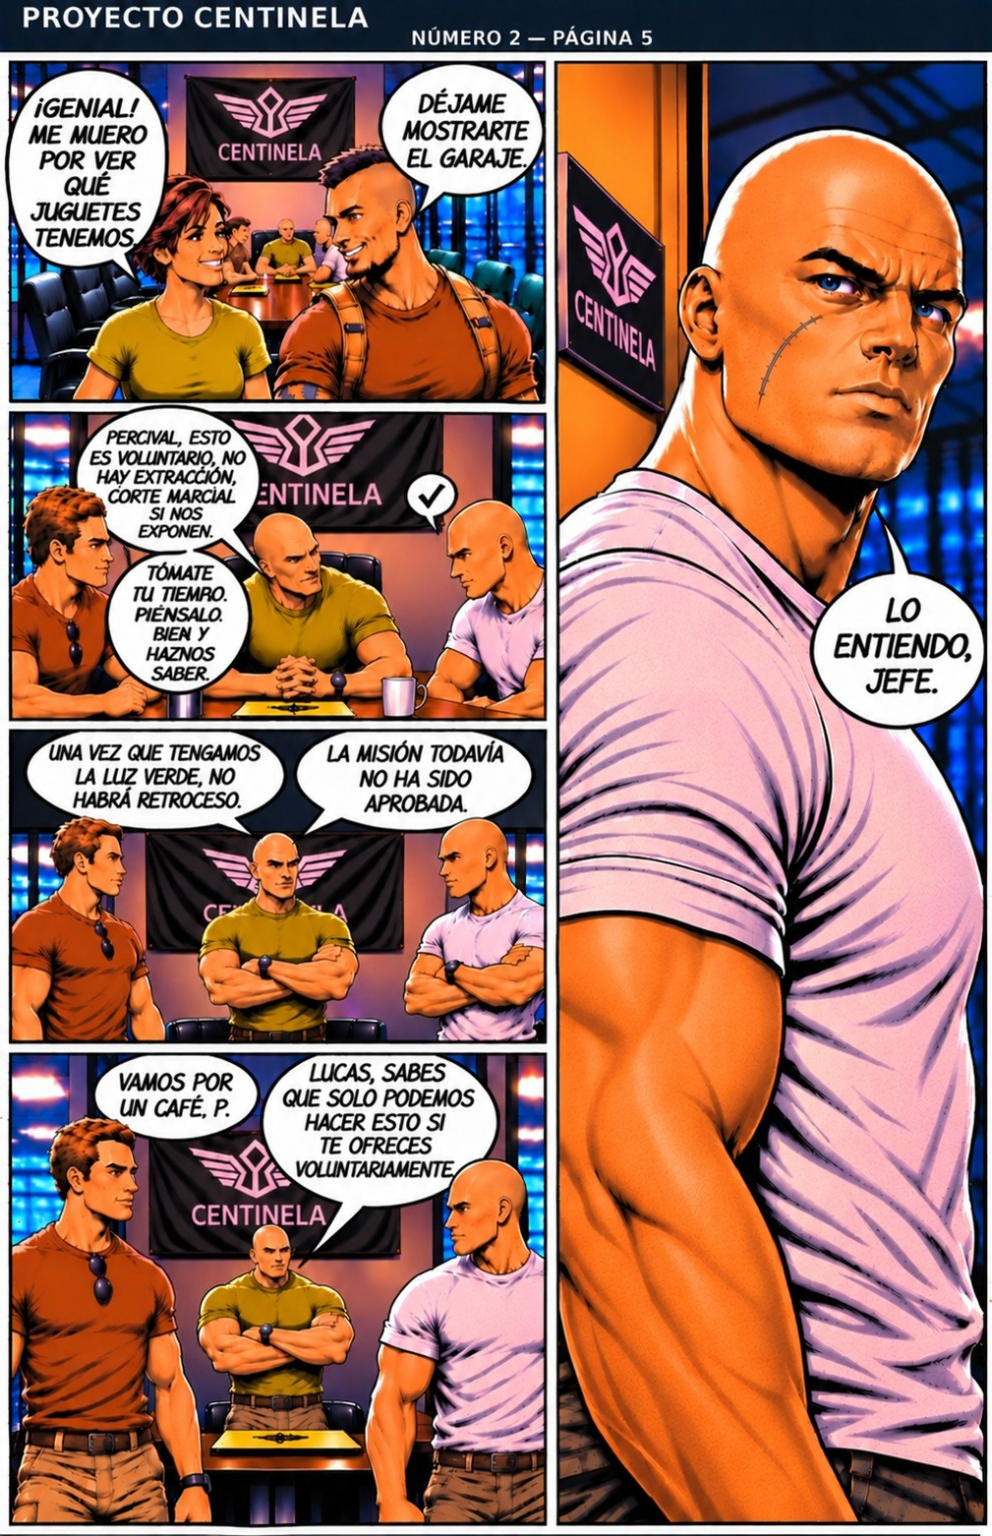 PROYECTO CENTINELA
NÚMERO 2 — PÁGINA 5
¡GENIAL!
ME MUERO
POR VER
QUÉ
JUGUETES
TENEMOS.
DÉJAME
MOSTRARTE
EL GARAJE.
CENTINELA
PERCIVAL, ESTO
ES VOLUNTARIO, NO
HAY EXTRACCIÓN,
CORTE MARCIAL
SI NOS
EXPONEN.
TÓMATE
TU TIEMPO.
PIÉNSALO.
BIEN Y
HAZNOS
SABER.
ENTINELA
UNA VEZ QUE TENGAMOS
LA LUZ VERDE, NO
HABRÁ RETROCESO.
LA MISIÓN TODAVÍA
NO HA SIDO
APROBADA.
VAMOS POR
UN CAFÉ, P.
LUCAS, SABES
QUE SOLO PODEMOS
HACER ESTO SI
TE OFRECES
VOLUNTARIAMENTE.
CENTINELA
CENTINELA
LO
ENTIENDO,
JEFE.